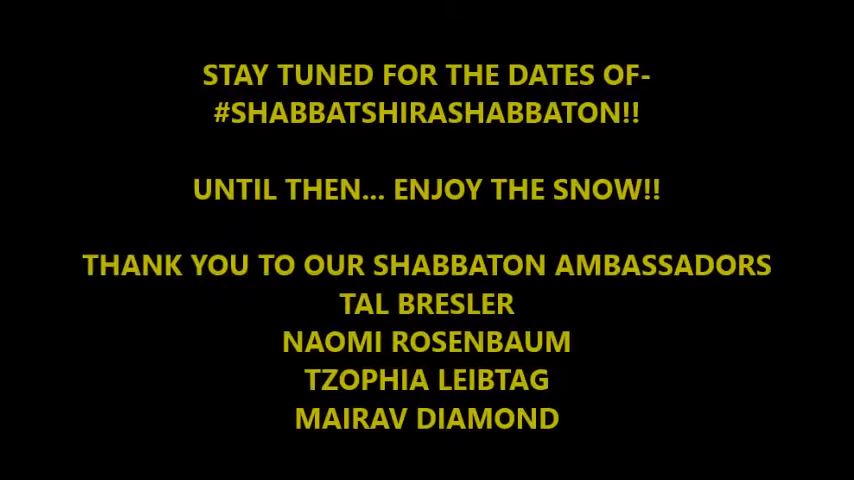 STAY TUNED FOR THE DATES OF-
#SHABBATSHIRASHABBATON!!
UNTIL THEN... ENJOY THE SNOW!!
THANK YOU TO OUR SHABBATON AMBASSADORS
TAL BRESLER
NAOMI ROSENBAUM
TZOPHIA LEIBTAG
MAIRAV DIAMOND